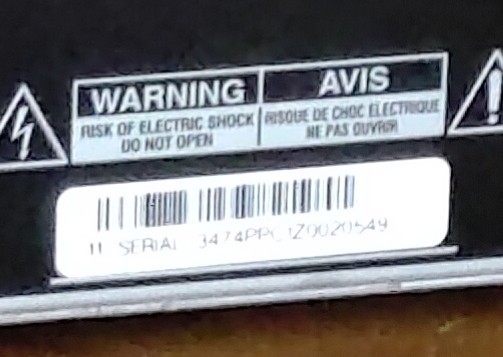 WARNING
RISK OF ELECTRIC SHOCK
DO NOT OPEN
AVIS
RISQUE DE CHOC ELECTRIQUE
NE PAS OUVRIR
SERIAL